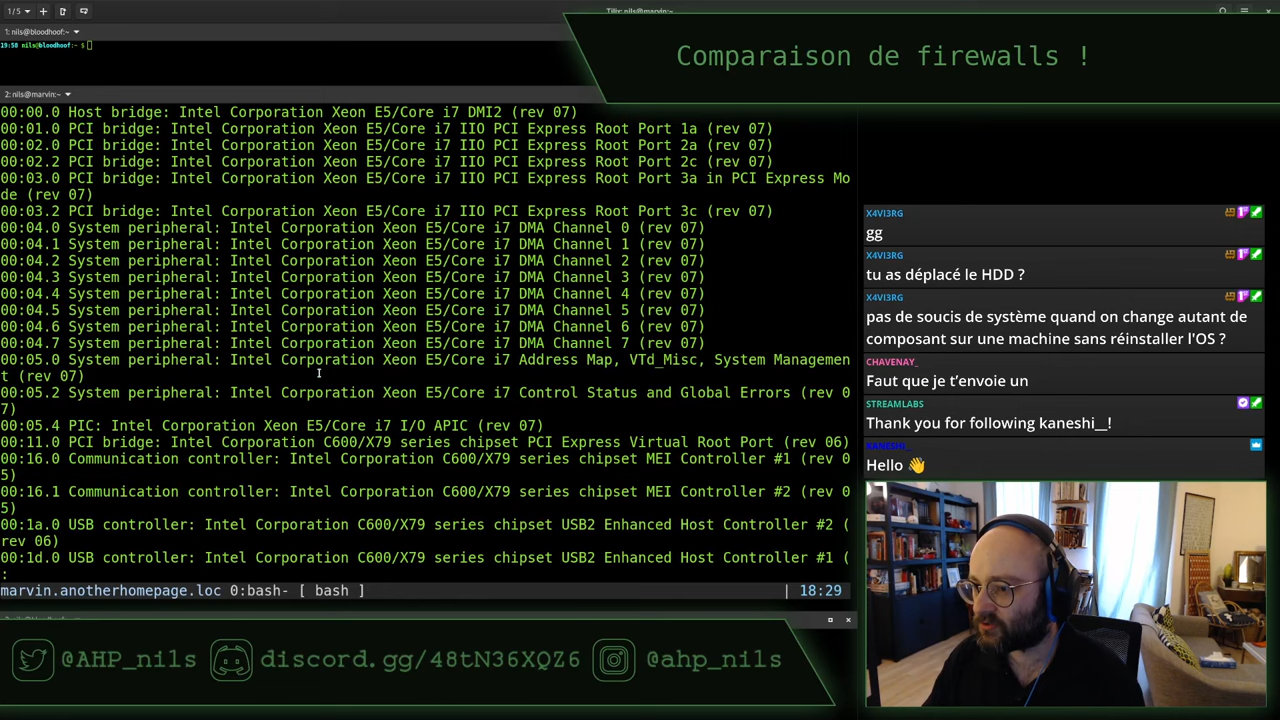 1 / 5
Tilix: nils@marvin:~
1: nils@bloodhoof:~
19:58 nils@bloodhoof:~ $
Comparaison de firewalls !
2: nils@marvin:~
00:00.0 Host bridge: Intel Corporation Xeon E5/Core i7 DMI2 (rev 07)
00:01.0 PCI bridge: Intel Corporation Xeon E5/Core i7 IIO PCI Express Root Port 1a (rev 07)
00:02.0 PCI bridge: Intel Corporation Xeon E5/Core i7 IIO PCI Express Root Port 2a (rev 07)
00:02.2 PCI bridge: Intel Corporation Xeon E5/Core i7 IIO PCI Express Root Port 2c (rev 07)
00:03.0 PCI bridge: Intel Corporation Xeon E5/Core i7 IIO PCI Express Root Port 3a in PCI Express Mo
de (rev 07)
00:03.2 PCI bridge: Intel Corporation Xeon E5/Core i7 IIO PCI Express Root Port 3c (rev 07)
00:04.0 System peripheral: Intel Corporation Xeon E5/Core i7 DMA Channel 0 (rev 07)
00:04.1 System peripheral: Intel Corporation Xeon E5/Core i7 DMA Channel 1 (rev 07)
00:04.2 System peripheral: Intel Corporation Xeon E5/Core i7 DMA Channel 2 (rev 07)
00:04.3 System peripheral: Intel Corporation Xeon E5/Core i7 DMA Channel 3 (rev 07)
00:04.4 System peripheral: Intel Corporation Xeon E5/Core i7 DMA Channel 4 (rev 07)
00:04.5 System peripheral: Intel Corporation Xeon E5/Core i7 DMA Channel 5 (rev 07)
00:04.6 System peripheral: Intel Corporation Xeon E5/Core i7 DMA Channel 6 (rev 07)
00:04.7 System peripheral: Intel Corporation Xeon E5/Core i7 DMA Channel 7 (rev 07)
00:05.0 System peripheral: Intel Corporation Xeon E5/Core i7 Address Map, VTd_Misc, System Managemen
t (rev 07)
00:05.2 System peripheral: Intel Corporation Xeon E5/Core i7 Control Status and Global Errors (rev 0
7)
00:05.4 PIC: Intel Corporation Xeon E5/Core i7 I/O APIC (rev 07)
00:11.0 PCI bridge: Intel Corporation C600/X79 series chipset PCI Express Virtual Root Port (rev 06)
00:16.0 Communication controller: Intel Corporation C600/X79 series chipset MEI Controller #1 (rev 0
5)
00:16.1 Communication controller: Intel Corporation C600/X79 series chipset MEI Controller #2 (rev 0
5)
00:1a.0 USB controller: Intel Corporation C600/X79 series chipset USB2 Enhanced Host Controller #2 (
rev 06)
00:1d.0 USB controller: Intel Corporation C600/X79 series chipset USB2 Enhanced Host Controller #1 (
:
marvin.anotherhomepage.loc 0:bash- [ bash ] | 18:29
X4VI3RG
gg
X4VI3RG
tu as déplacé le HDD ?
X4VI3RG
pas de soucis de système quand on change autant de
composant sur une machine sans réinstaller l'OS ?
CHAVENAY_
Faut que je t'envoie un
STREAMLABS
Thank you for following kaneshi__!
Hello 👋
@AHP_nils
discord.gg/48tN36XQZ6
@ahp_nils